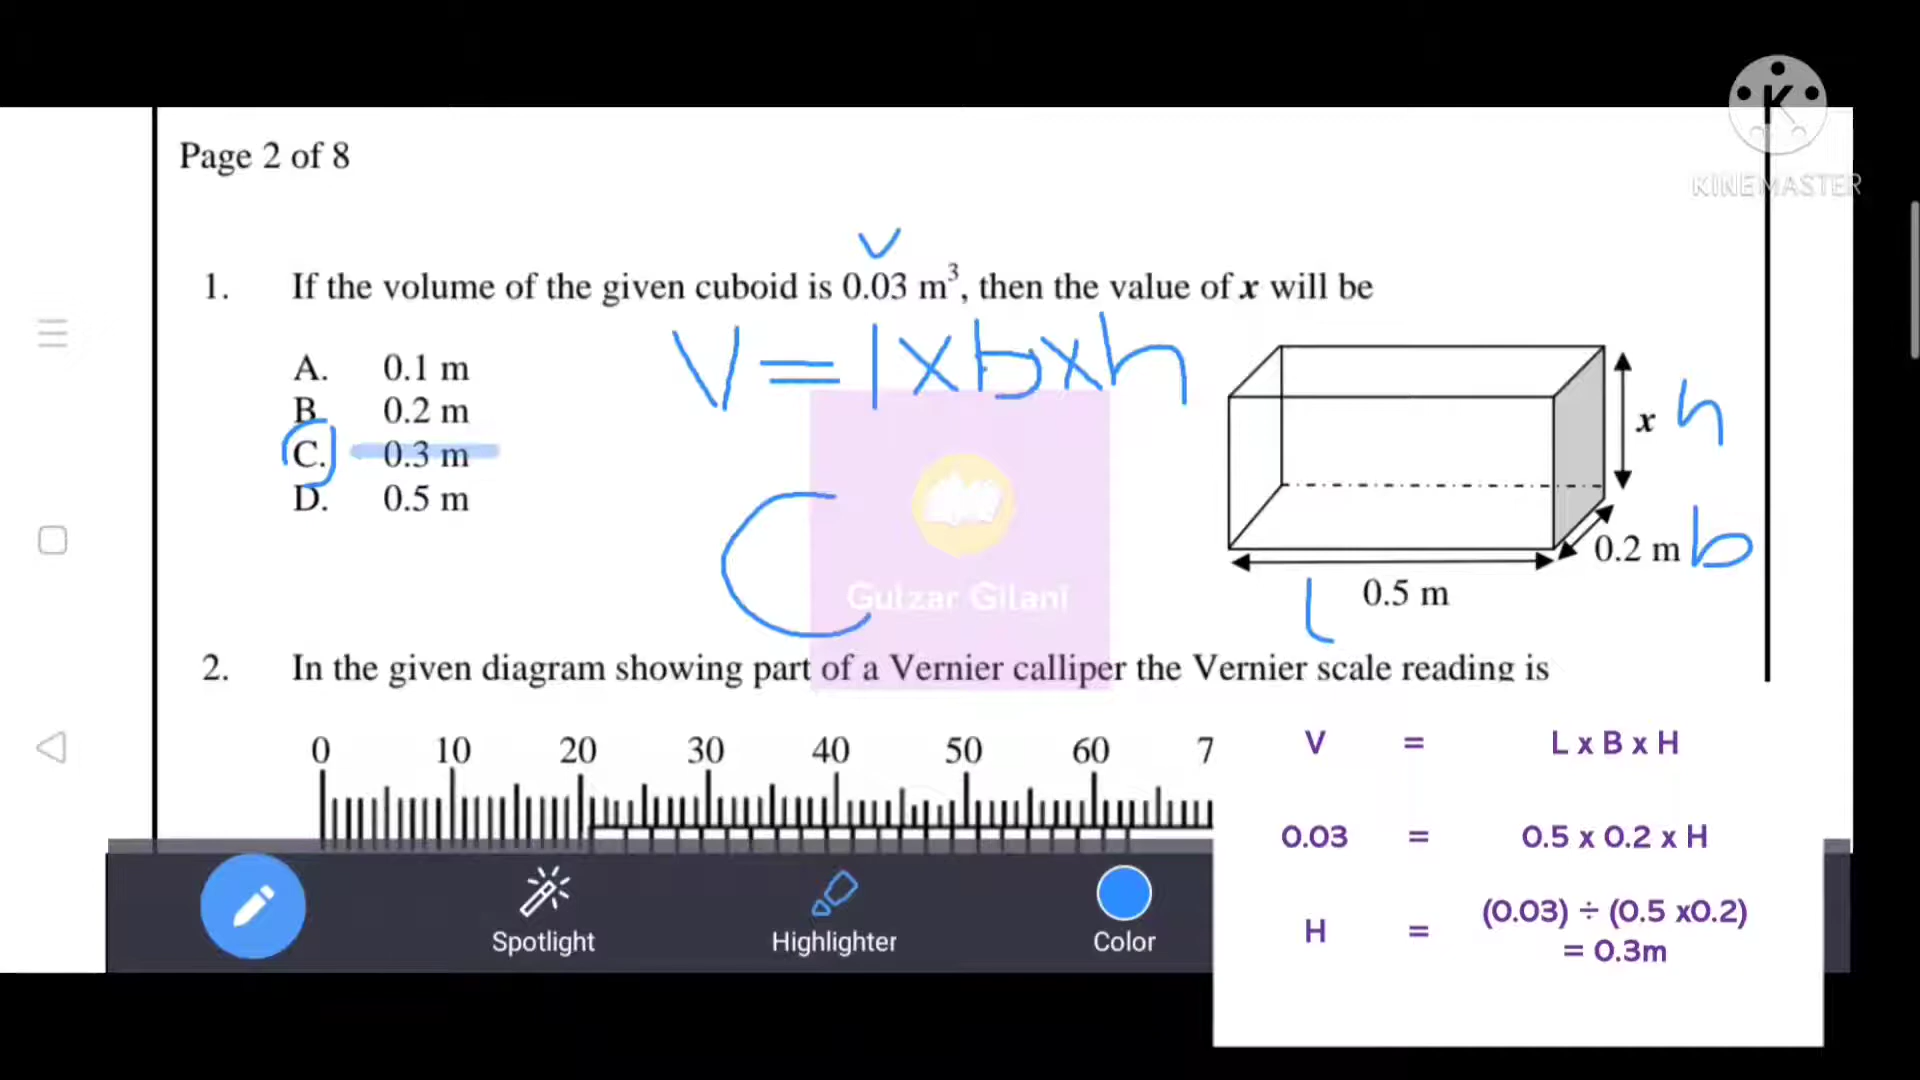 KINEMASTER
Page 2 of 8
v
1. If the volume of the given cuboid is 0.03 m³, then the value of x will be
V = l x b x h
A. 0.1 m
B. 0.2 m
C. 0.3 m
D. 0.5 m
x h
0.2 m b
l 0.5 m
C
Gulzar Gilani
2. In the given diagram showing part of a Vernier calliper the Vernier scale reading is
0 10 20 30 40 50 60 7
V = L x B x H
0.03 = 0.5 x 0.2 x H
H = (0.03) ÷ (0.5 x0.2)
= 0.3m
Spotlight
Highlighter
Color